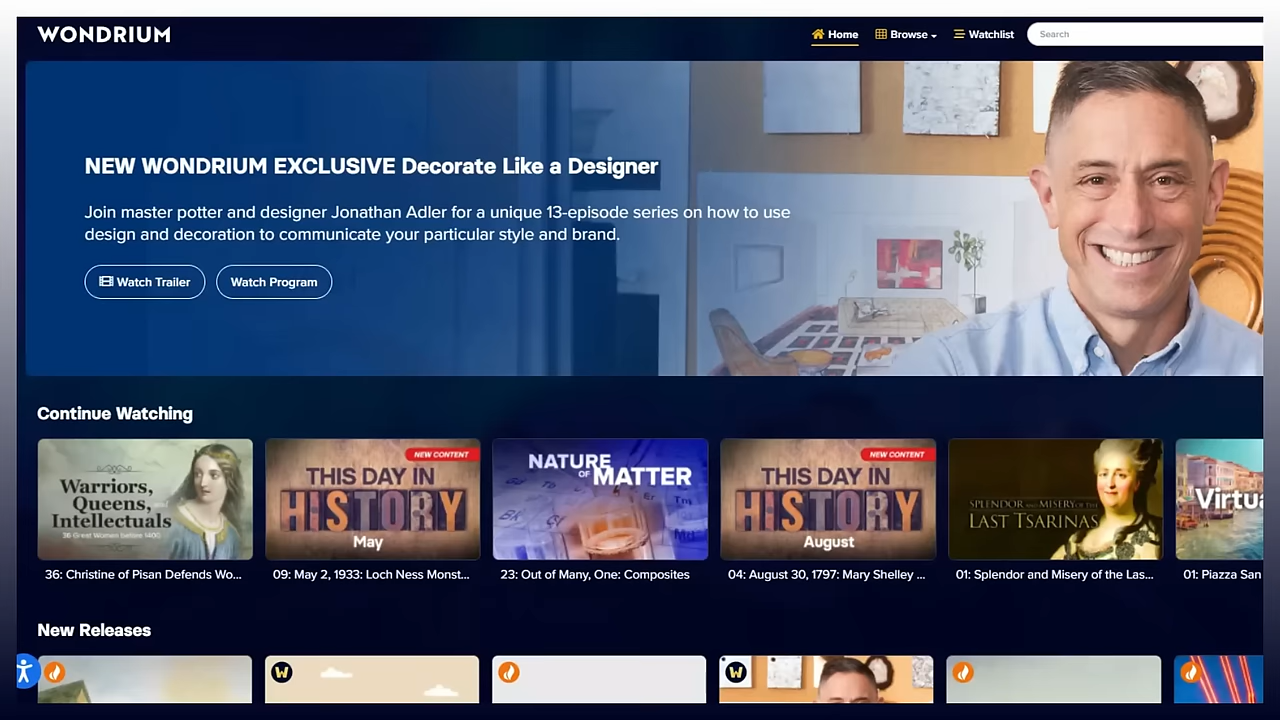 WONDRIUM
Home
Browse
Watchlist
Search
NEW WONDRIUM EXCLUSIVE Decorate Like a Designer
Join master potter and designer Jonathan Adler for a unique 13-episode series on how to use
design and decoration to communicate your particular style and brand.
Watch Trailer
Watch Program
Continue Watching
Warriors,
Queens,
Intellectuals
36 Great Women before 1400
NEW CONTENT
THIS DAY IN
HISTORY
May
NATURE
OF MATTER
Er
Tm
Bk
Cf
Md
NEW CONTENT
THIS DAY IN
HISTORY
August
SPLENDOR AND MISERY OF THE
LAST TSARINAS
Virtu
36: Christine of Pisan Defends Wo...
09: May 2, 1933: Loch Ness Monst...
23: Out of Many, One: Composites
04: August 30, 1797: Mary Shelley ...
01: Splendor and Misery of the Las...
01: Piazza San
New Releases
W
W